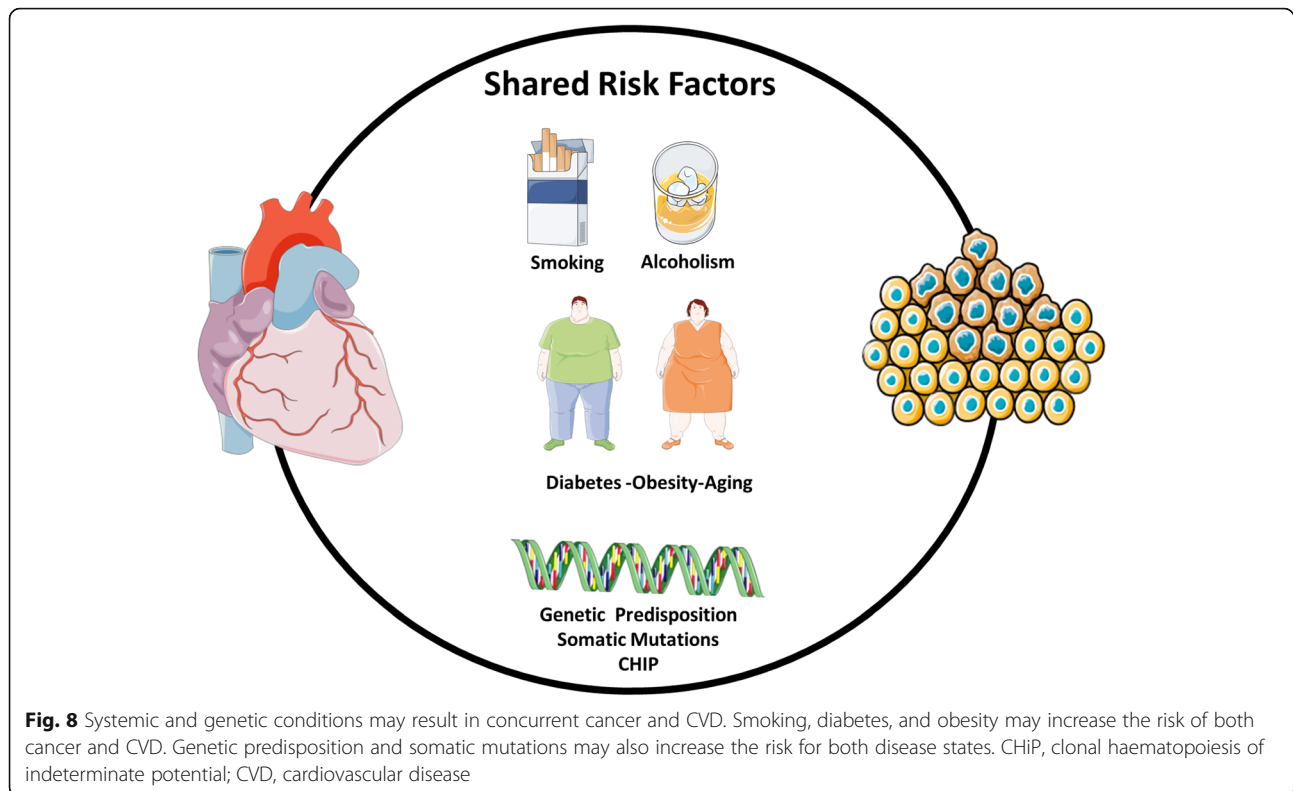 Shared Risk Factors
Smoking
Alcoholism
Diabetes -Obesity-Aging
Genetic Predisposition
Somatic Mutations
CHIP
Fig. 8 Systemic and genetic conditions may result in concurrent cancer and CVD. Smoking, diabetes, and obesity may increase the risk of both
cancer and CVD. Genetic predisposition and somatic mutations may also increase the risk for both disease states. CHiP, clonal haematopoiesis of
indeterminate potential; CVD, cardiovascular disease